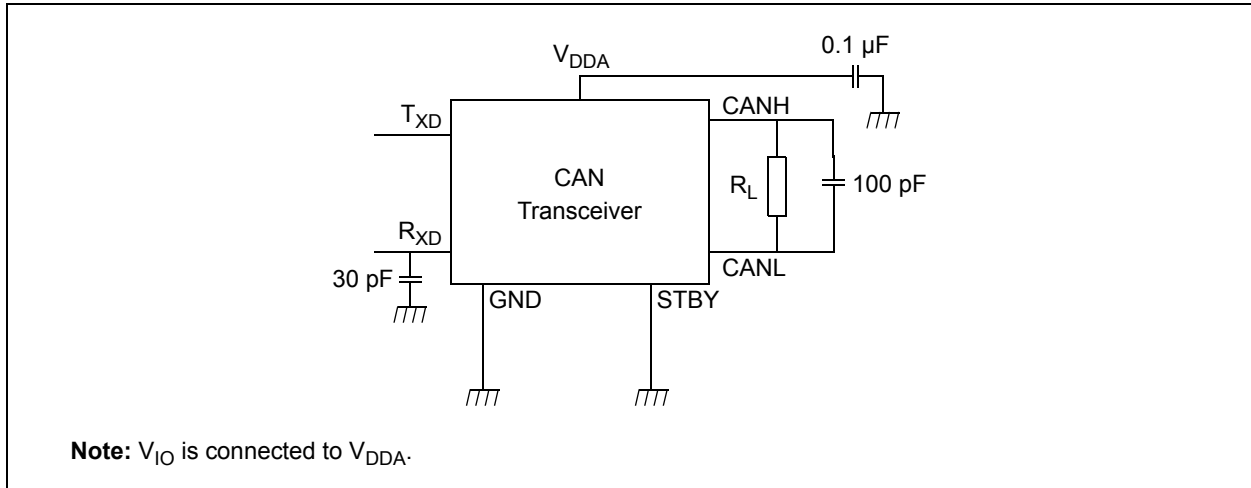 0.1 µF
VDDA
CANH
TXD
CAN
Transceiver
RL
100 pF
RXD
CANL
30 pF
GND
STBY
Note: VIO is connected to VDDA.